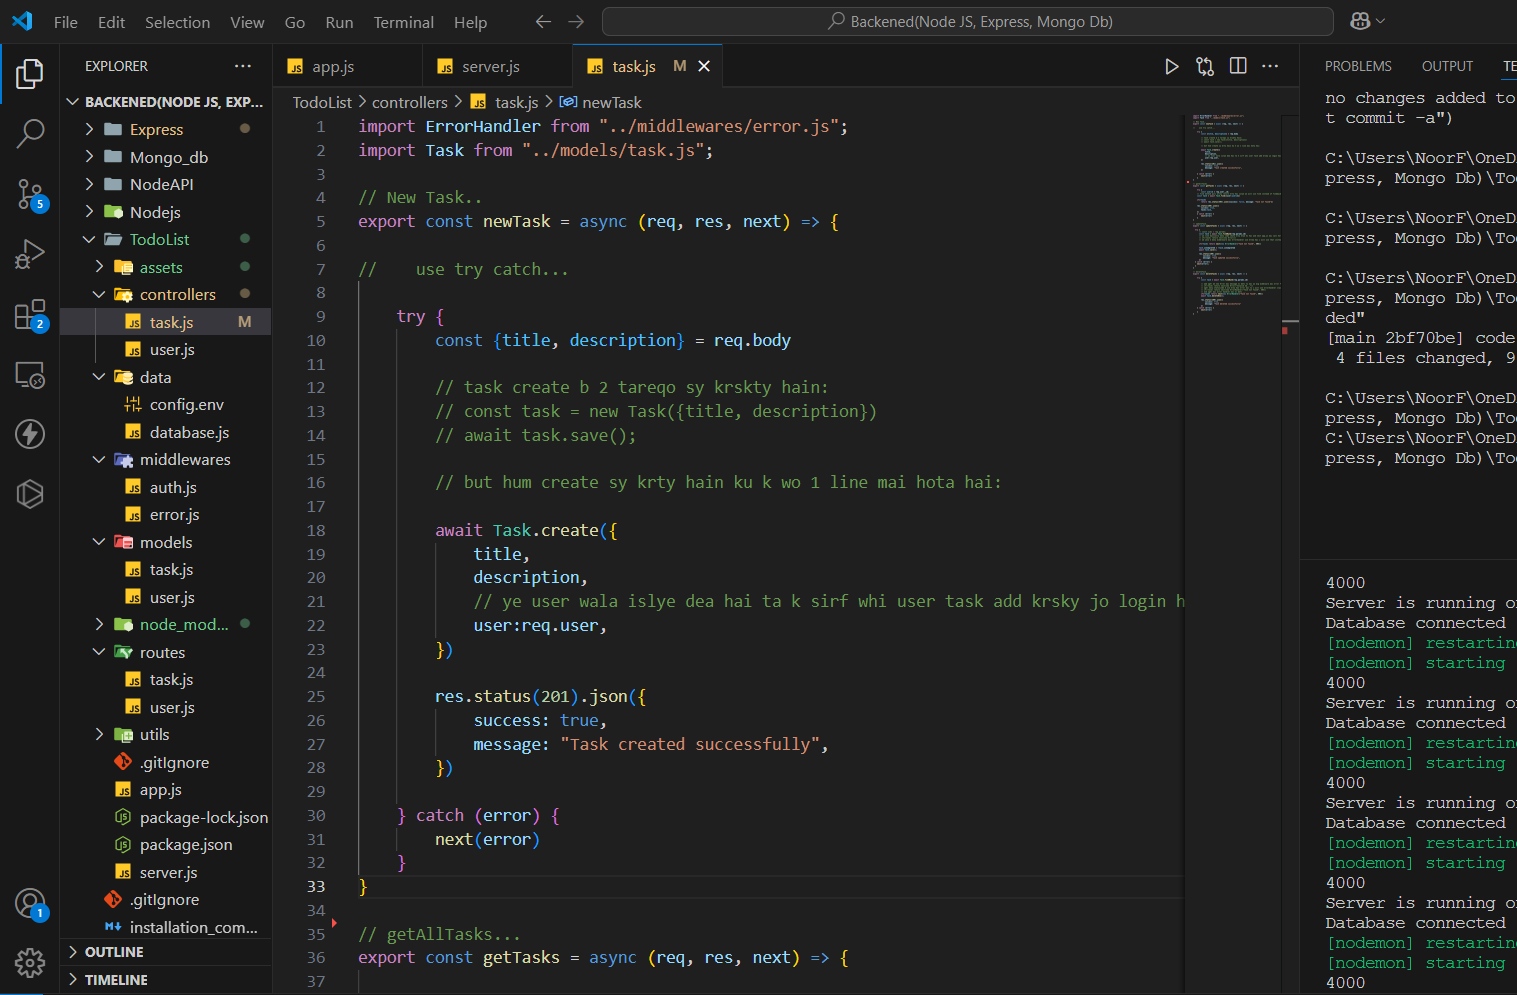 File Edit Selection View Go Run Terminal Help
Backened(Node JS, Express, Mongo Db)
EXPLORER
BACKENED(NODE JS, EXP...
Express
Mongo_db
NodeAPI
Nodejs
TodoList
assets
controllers
task.js M
user.js
data
config.env
database.js
middlewares
auth.js
error.js
models
task.js
user.js
node_mod...
routes
task.js
user.js
utils
.gitIgnore
app.js
package-lock.json
package.json
server.js
.gitIgnore
installation_com...
OUTLINE
TIMELINE
5
2
1
app.js server.js task.js M
TodoList > controllers > task.js > newTask
1 import ErrorHandler from "../middlewares/error.js";
2 import Task from "../models/task.js";
3
4 // New Task..
5 export const newTask = async (req, res, next) => {
6
7 // use try catch...
8
9 try {
10 const {title, description} = req.body
11
12 // task create b 2 tareqo sy krskty hain:
13 // const task = new Task({title, description})
14 // await task.save();
15
16 // but hum create sy krty hain ku k wo 1 line mai hota hai:
17
18 await Task.create({
19 title,
20 description,
21 // ye user wala islye dea hai ta k sirf whi user task add krsky jo login h
22 user:req.user,
23 })
24
25 res.status(201).json({
26 success: true,
27 message: "Task created successfully",
28 })
29
30 } catch (error) {
31 next(error)
32 }
33 }
34
35 // getAllTasks...
36 export const getTasks = async (req, res, next) => {
37
PROBLEMS OUTPUT TE
no changes added to
t commit -a")
C:\Users\NoorF\OneD
press, Mongo Db)\To
C:\Users\NoorF\OneD
press, Mongo Db)\To
C:\Users\NoorF\OneD
press, Mongo Db)\To
ded"
[main 2bf70be] code
4 files changed, 9
C:\Users\NoorF\OneD
press, Mongo Db)\To
C:\Users\NoorF\OneD
press, Mongo Db)\To
4000
Server is running o
Database connected
[nodemon] restartin
[nodemon] starting
4000
Server is running o
Database connected
[nodemon] restartin
[nodemon] starting
4000
Server is running o
Database connected
[nodemon] restartin
[nodemon] starting
4000
Server is running o
Database connected
[nodemon] restartin
[nodemon] starting
4000